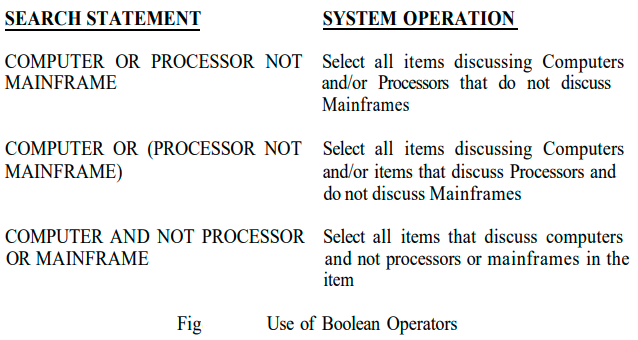 SEARCH STATEMENT SYSTEM OPERATION
COMPUTER OR PROCESSOR NOT Select all items discussing Computers
MAINFRAME and/or Processors that do not discuss
Mainframes
COMPUTER OR (PROCESSOR NOT Select all items discussing Computers
MAINFRAME) and/or items that discuss Processors and
do not discuss Mainframes
COMPUTER AND NOT PROCESSOR Select all items that discuss computers
OR MAINFRAME and not processors or mainframes in the
item
Fig Use of Boolean Operators